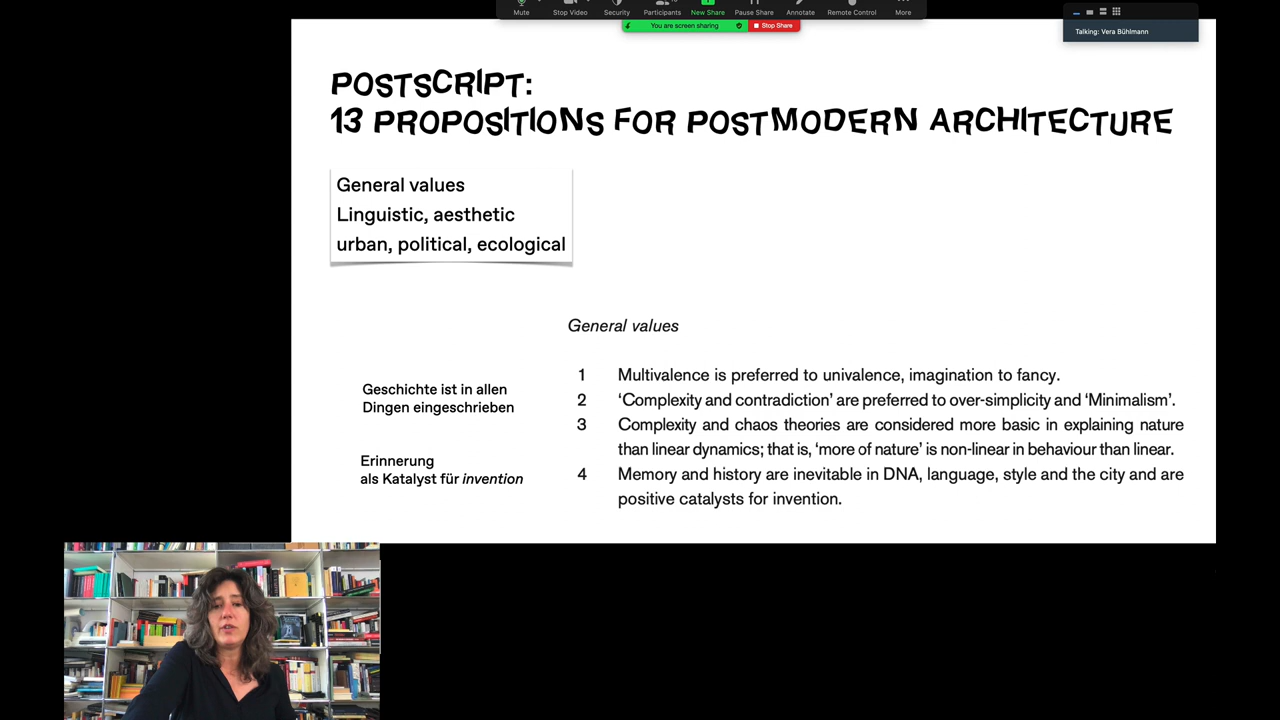 Mute
Stop Video
Security
Participants
New Share
Pause Share
Annotate
Remote Control
More
You are screen sharing
Stop Share
Talking: Vera Bühlmann
POSTSCRIPT:
13 PROPOSITIONS FOR POSTMODERN ARCHITECTURE
General values
Linguistic, aesthetic
urban, political, ecological
General values
Geschichte ist in allen
Dingen eingeschrieben
Erinnerung
als Katalyst für invention
1 Multivalence is preferred to univalence, imagination to fancy.
2 ‘Complexity and contradiction’ are preferred to over-simplicity and ‘Minimalism’.
3 Complexity and chaos theories are considered more basic in explaining nature
than linear dynamics; that is, ‘more of nature’ is non-linear in behaviour than linear.
4 Memory and history are inevitable in DNA, language, style and the city and are
positive catalysts for invention.